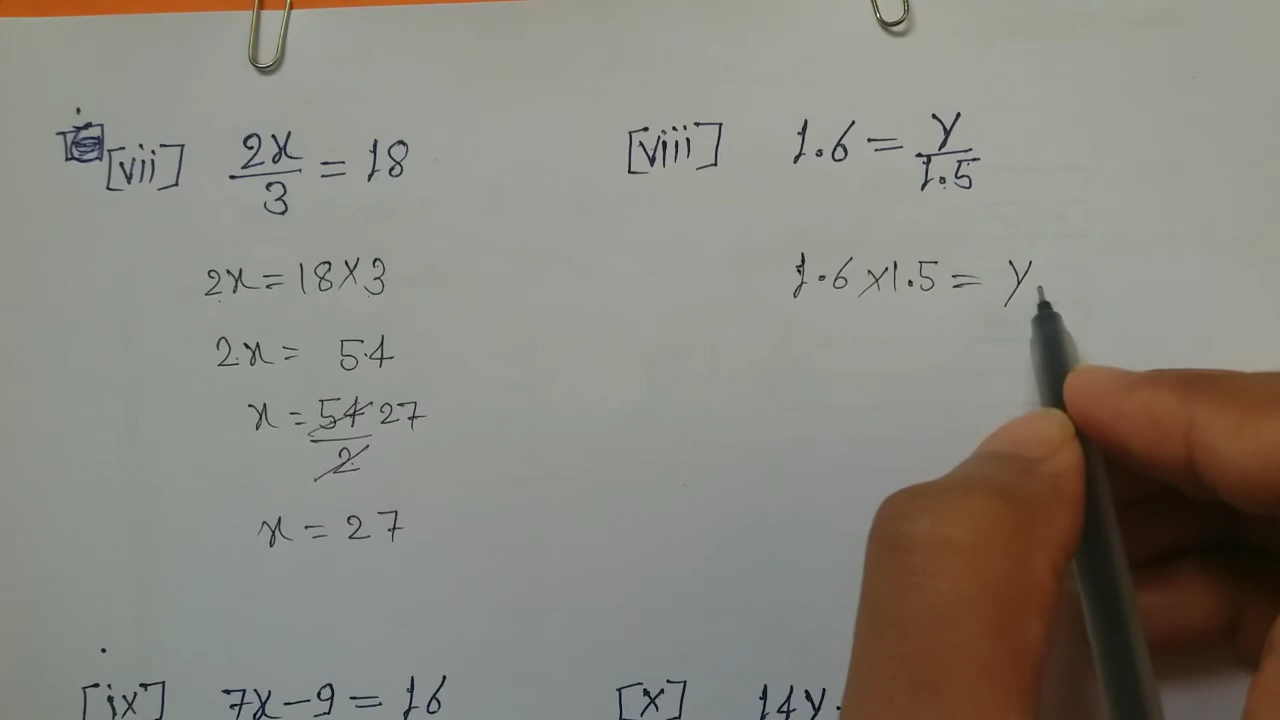 [vii] 2x/3 = 18
2x = 18 × 3
2x = 54
x = 54/2 27
x = 27
[viii] 1.6 = y/1.5
1.6 × 1.5 = y
[ix] 7x - 9 = 16
[x] 14y